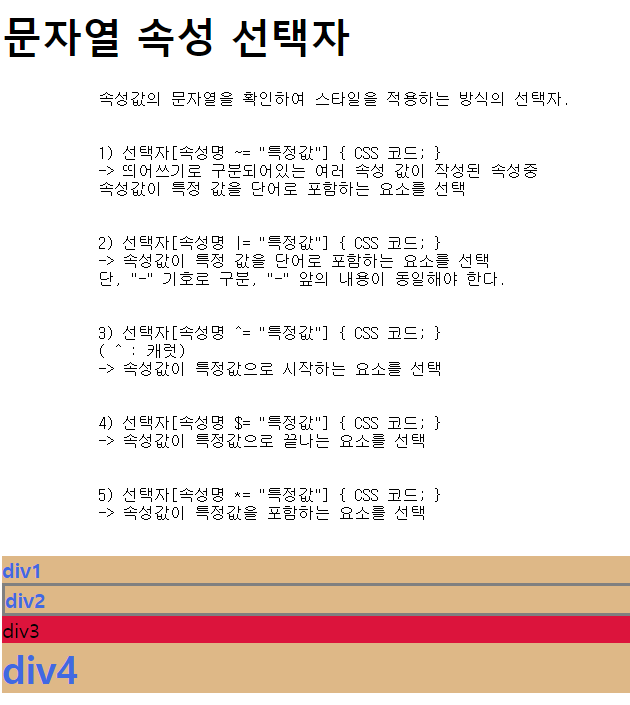 문자열 속성 선택자
속성값의 문자열을 확인하여 스타일을 적용하는 방식의 선택자.
1) 선택자[속성명 ~= "특정값"] { CSS 코드; }
-> 띄어쓰기로 구분되어있는 여러 속성 값이 작성된 속성중
속성값이 특정 값을 단어로 포함하는 요소를 선택
2) 선택자[속성명 |= "특정값"] { CSS 코드; }
-> 속성값이 특정 값을 단어로 포함하는 요소를 선택
단, "-" 기호로 구분, "-" 앞의 내용이 동일해야 한다.
3) 선택자[속성명 ^= "특정값"] { CSS 코드; }
( ^ : 캐럿)
-> 속성값이 특정값으로 시작하는 요소를 선택
4) 선택자[속성명 $= "특정값"] { CSS 코드; }
-> 속성값이 특정값으로 끝나는 요소를 선택
5) 선택자[속성명 *= "특정값"] { CSS 코드; }
-> 속성값이 특정값을 포함하는 요소를 선택
div1
div2
div3
div4